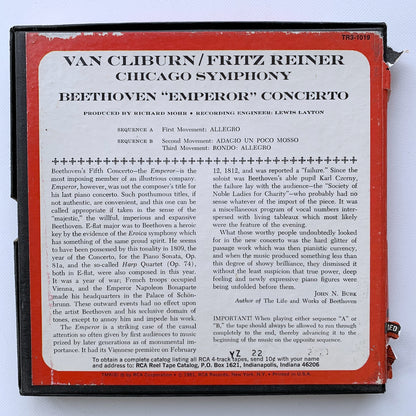 TR3-1019
VAN CLIBURN/FRITZ REINER
CHICAGO SYMPHONY
BEETHOVEN "EMPEROR" CONCERTO
PRODUCED BY RICHARD MOHR • RECORDING ENGINEER: LEWIS LAYTON
SEQUENCE A First Movement: ALLEGRO
SEQUENCE B Second Movement: ADAGIO UN POCO MOSSO
Third Movement: RONDO: ALLEGRO
Beethoven's Fifth Concerto—the Emperor—is the
most imposing member of an illustrious company.
Emperor, however, was not the composer's title for
his last piano concerto. Such posthumous titles, if
not authentic, are convenient, and this one can be
called appropriate if taken in the sense of the
"majestic," the willful, imperious and expansive
Beethoven. E-flat major was to Beethoven a heroic
key by the evidence of the Eroica symphony which
has something of the same proud spirit. He seems
to have been possessed by this tonality in 1809, the
year of the Concerto, for the Piano Sonata, Op.
81a, and the so-called Harp Quartet (Op. 74),
both in E-flat, were also composed in this year.
It was a year of war, French troops occupied
Vienna, and the Emperor Napoleon Bonaparte
made his headquarters in the Palace of Schön-
brunn. These outward events had no effect upon
the artist Beethoven and his exclusive domain of
tones, except to annoy him and impede his work.
The Emperor is a striking case of the casual
attention so often given by first audiences to music
prized by later generations as of monumental im-
portance. It had its Viennese première on February
12, 1812, and was reported a "failure." Since the
soloist was Beethoven's able pupil Karl Czerny,
the failure lay with the audience—the "Society of
Noble Ladies for Charity"—who probably had no
sense whatever of the import of the piece. It was
a miscellaneous program of vocal numbers inter-
spersed with living tableaux which most likely
were the feature of the evening.
What those worthy people undoubtedly looked
for in the new concerto was the hard glitter of
passage work which was then pianistic currency,
and when the music produced something less than
this degree of showy brilliance, they dismissed it
without the least suspicion that true power, deep
feeling and newly expressive piano figures were
being unfolded before them.
JOHN N. BURK
Author of The Life and Works of Beethoven
IMPORTANT! When playing either sequence "A" or
"B," the tape should always be allowed to run through
completely to the end, thereby advancing it to the
beginning of the music on the opposite sequence.
YZ 22
To obtain a complete catalog listing all RCA 4-track tapes, send 10¢ with your name
and address to: RCA Reel Tape Catalog, P.O. Box 1621, Indianapolis, Indiana 46206
© 1961, RCA Records, New York, N.Y. • Printed in U.S.A.